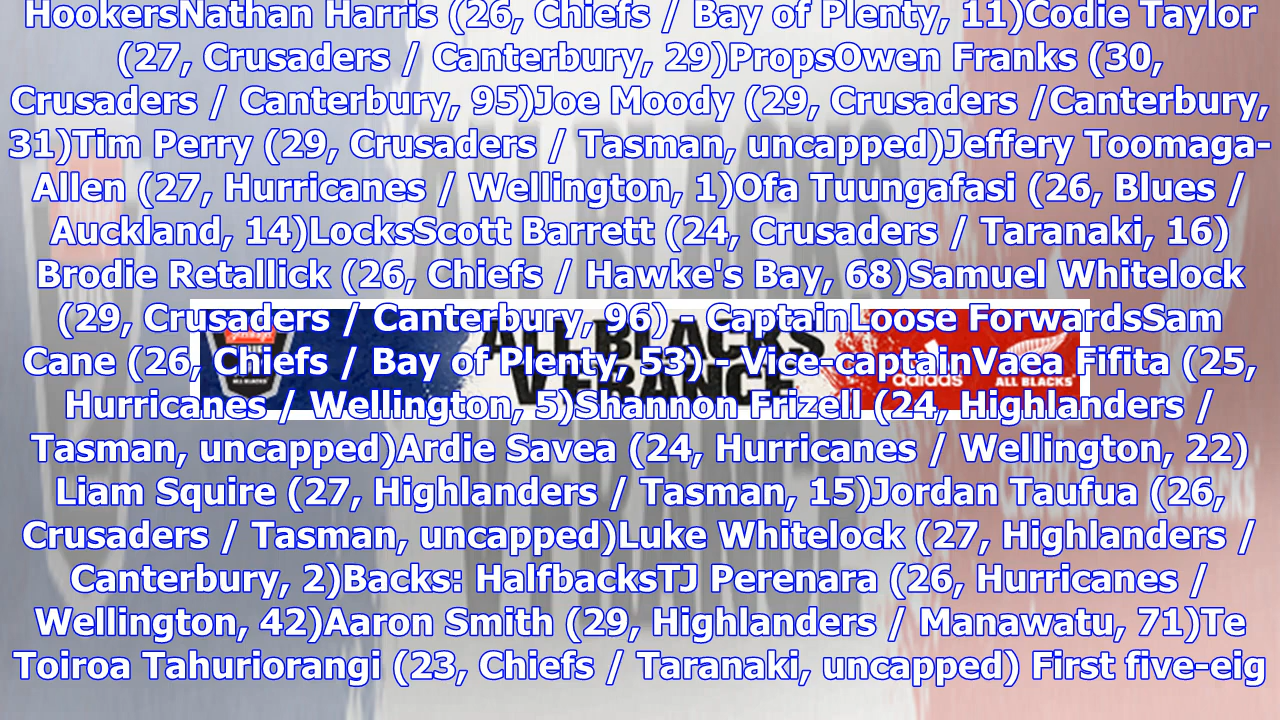 HookersNathan Harris (26, Chiefs / Bay of Plenty, 11)Codie Taylor
(27, Crusaders / Canterbury, 29)PropsOwen Franks (30,
Crusaders / Canterbury, 95)Joe Moody (29, Crusaders /Canterbury,
31)Tim Perry (29, Crusaders / Tasman, uncapped)Jeffery Toomaga-
Allen (27, Hurricanes / Wellington, 1)Ofa Tuungafasi (26, Blues /
Auckland, 14)LocksScott Barrett (24, Crusaders / Taranaki, 16)
Brodie Retallick (26, Chiefs / Hawke's Bay, 68)Samuel Whitelock
(29, Crusaders / Canterbury, 96) - CaptainLoose ForwardsSam
Cane (26, Chiefs / Bay of Plenty, 53) - Vice-captainVaea Fifita (25,
Hurricanes / Wellington, 5)Shannon Frizell (24, Highlanders /
Tasman, uncapped)Ardie Savea (24, Hurricanes / Wellington, 22)
Liam Squire (27, Highlanders / Tasman, 15)Jordan Taufua (26,
Crusaders / Tasman, uncapped)Luke Whitelock (27, Highlanders /
Canterbury, 2)Backs: HalfbacksTJ Perenara (26, Hurricanes /
Wellington, 42)Aaron Smith (29, Highlanders / Manawatu, 71)Te
Toiroa Tahuriorangi (23, Chiefs / Taranaki, uncapped) First five-eig
ALL BLACKS
V FRANCE
adidas
ALL BLACKS